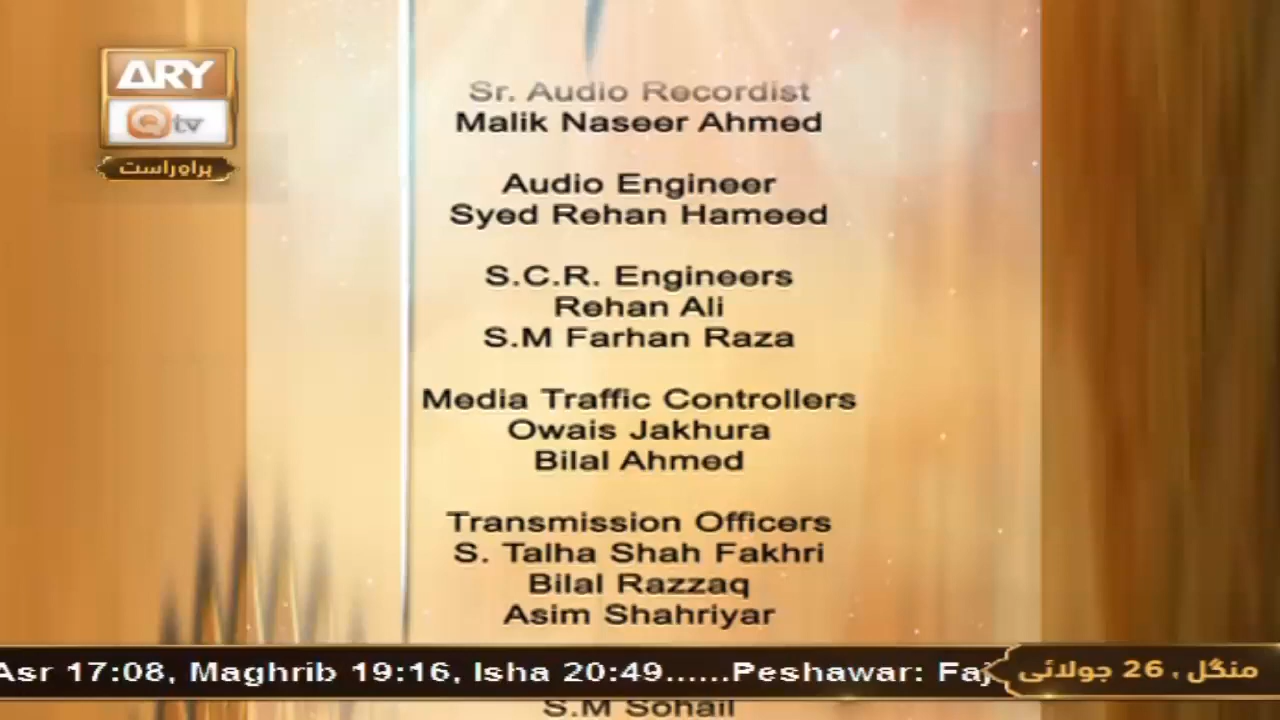 ARY
Qtv
براہ راست
Sr. Audio Recordist
Malik Naseer Ahmed
Audio Engineer
Syed Rehan Hameed
S.C.R. Engineers
Rehan Ali
S.M Farhan Raza
Media Traffic Controllers
Owais Jakhura
Bilal Ahmed
Transmission Officers
S. Talha Shah Fakhri
Bilal Razzaq
Asim Shahriyar
Asr 17:08, Maghrib 19:16, Isha 20:49......Peshawar: Faj
منگل , 26 جولائی
S.M Sohail